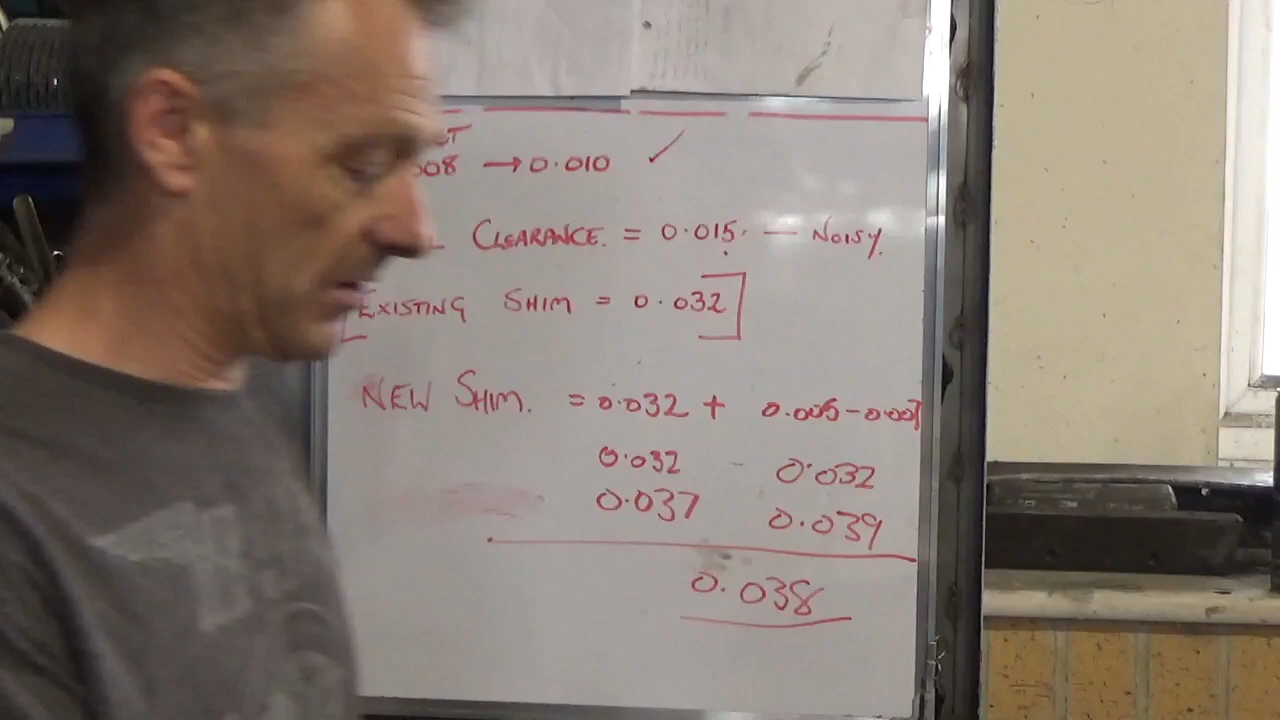 008 → 0.010 ✓
CLEARANCE. = 0.015. — NOISY.
EXISTING SHIM = 0.032
NEW SHIM. = 0.032 + 0.005-0.007
0.032 - 0.032
0.037 0.039
0.038